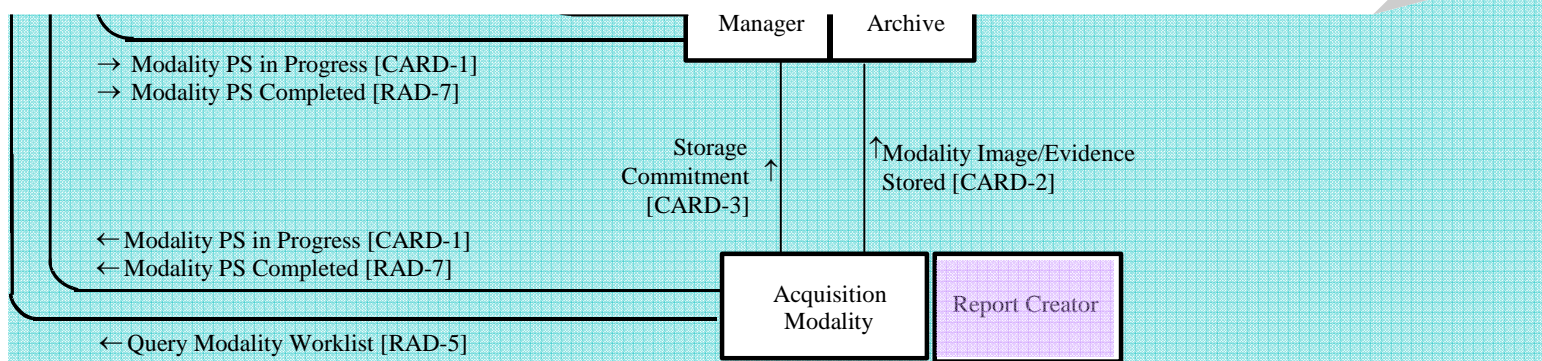 Manager
Archive
→ Modality PS in Progress [CARD-1]
→ Modality PS Completed [RAD-7]
Storage
Commitment ↑
[CARD-3]
↑Modality Image/Evidence
Stored [CARD-2]
← Modality PS in Progress [CARD-1]
← Modality PS Completed [RAD-7]
Acquisition
Modality
Report Creator
← Query Modality Worklist [RAD-5]